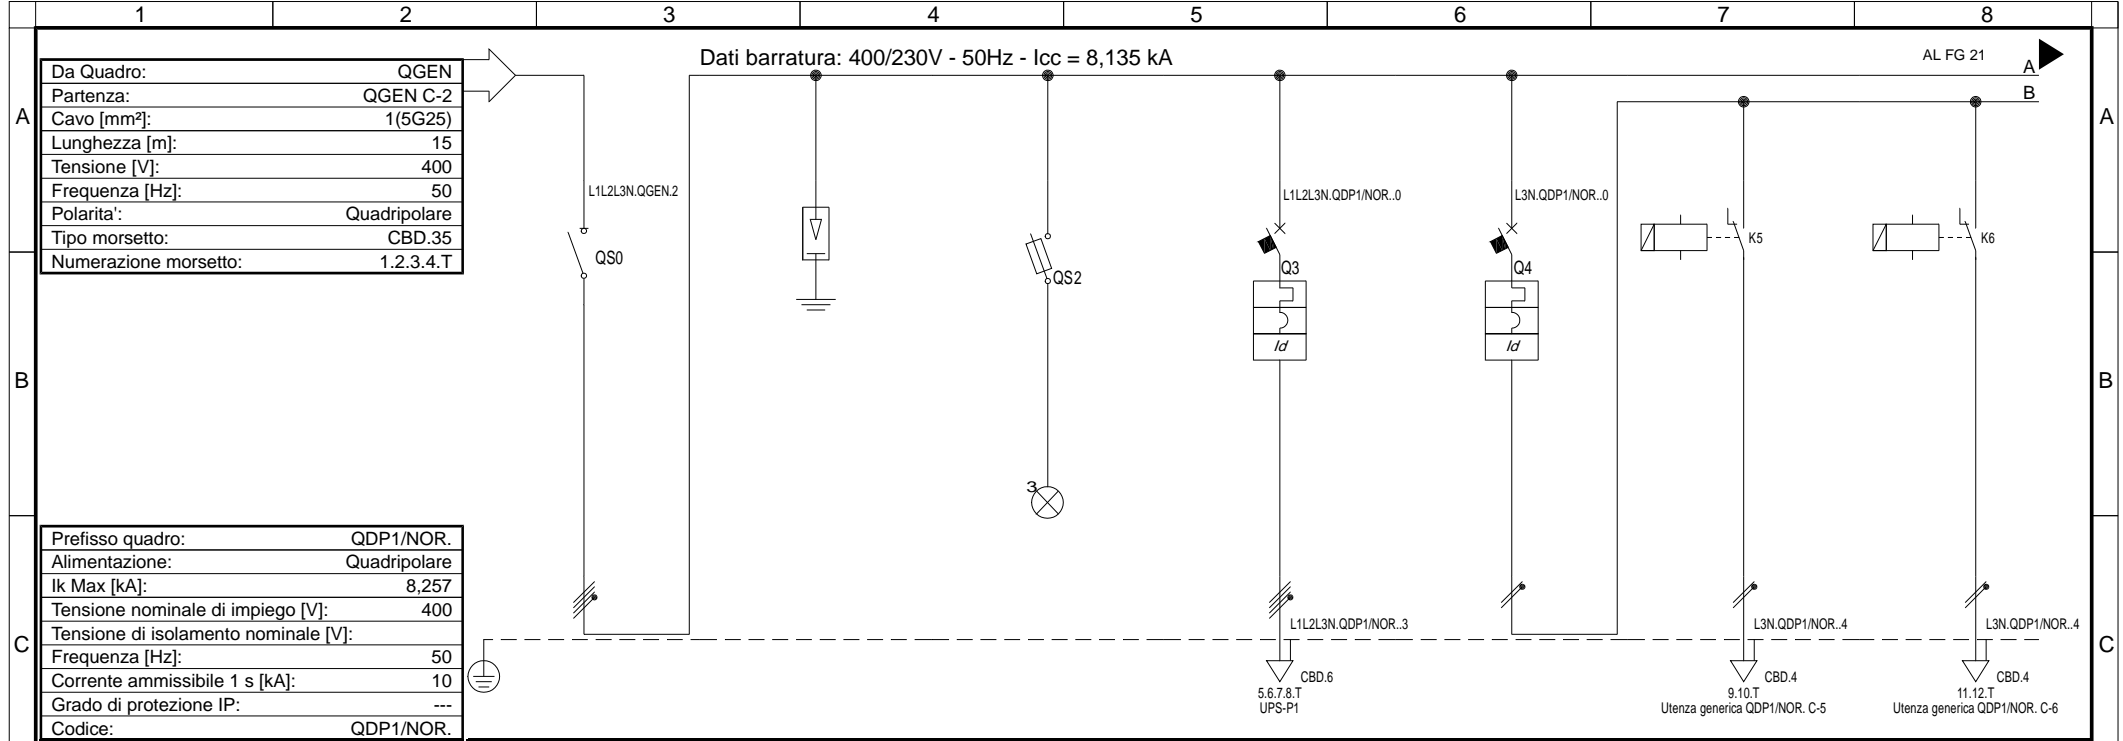 1 2 3 4 5 6 7 8
Dati barratura: 400/230V - 50Hz - Icc = 8,135 kA
AL FG 21
A
B
A
A
Da Quadro: QGEN
Partenza: QGEN C-2
Cavo [mm²]: 1(5G25)
Lunghezza [m]: 15
Tensione [V]: 400
Frequenza [Hz]: 50
Polarita': Quadripolare
Tipo morsetto: CBD.35
Numerazione morsetto: 1.2.3.4.T
L1L2L3N.QGEN.2
L1L2L3N.QDP1/NOR..0
L3N.QDP1/NOR..0
QS0
QS2
Q3
Q4
K5
K6
Id
Id
B
B
3
Prefisso quadro: QDP1/NOR.
Alimentazione: Quadripolare
Ik Max [kA]: 8,257
Tensione nominale di impiego [V]: 400
Tensione di isolamento nominale [V]:
Frequenza [Hz]: 50
Corrente ammissibile 1 s [kA]: 10
Grado di protezione IP: ---
Codice: QDP1/NOR.
C
C
L1L2L3N.QDP1/NOR..3
L3N.QDP1/NOR..4
L3N.QDP1/NOR..4
CBD.6
5.6.7.8.T
UPS-P1
CBD.4
9.10.T
Utenza generica QDP1/NOR. C-5
CBD.4
11.12.T
Utenza generica QDP1/NOR. C-6